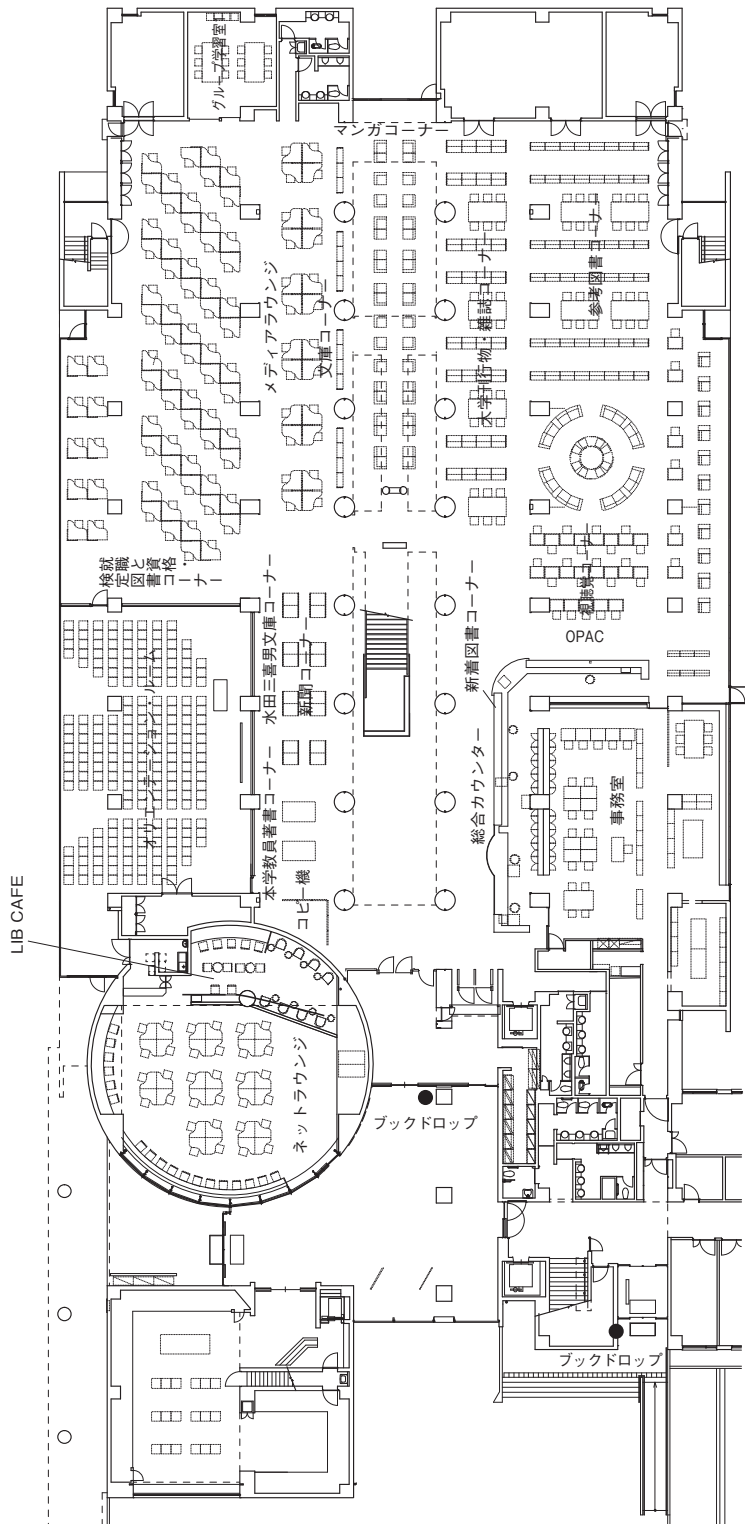 グループ学習室
マンガコーナー
メディアラウンジ
文庫コーナー
大学刊行物・雑誌コーナー
参考図書コーナー
就職と資格・
検定図書コーナー
視聴覚コーナー
OPAC
オリエンテーション・ルーム
水田三喜男文庫コーナー
新聞コーナー
新着図書コーナー
本学教員著書コーナー
コピー機
総合カウンター
事務室
LIB CAFE
ネットラウンジ
ブックドロップ
ブックドロップ